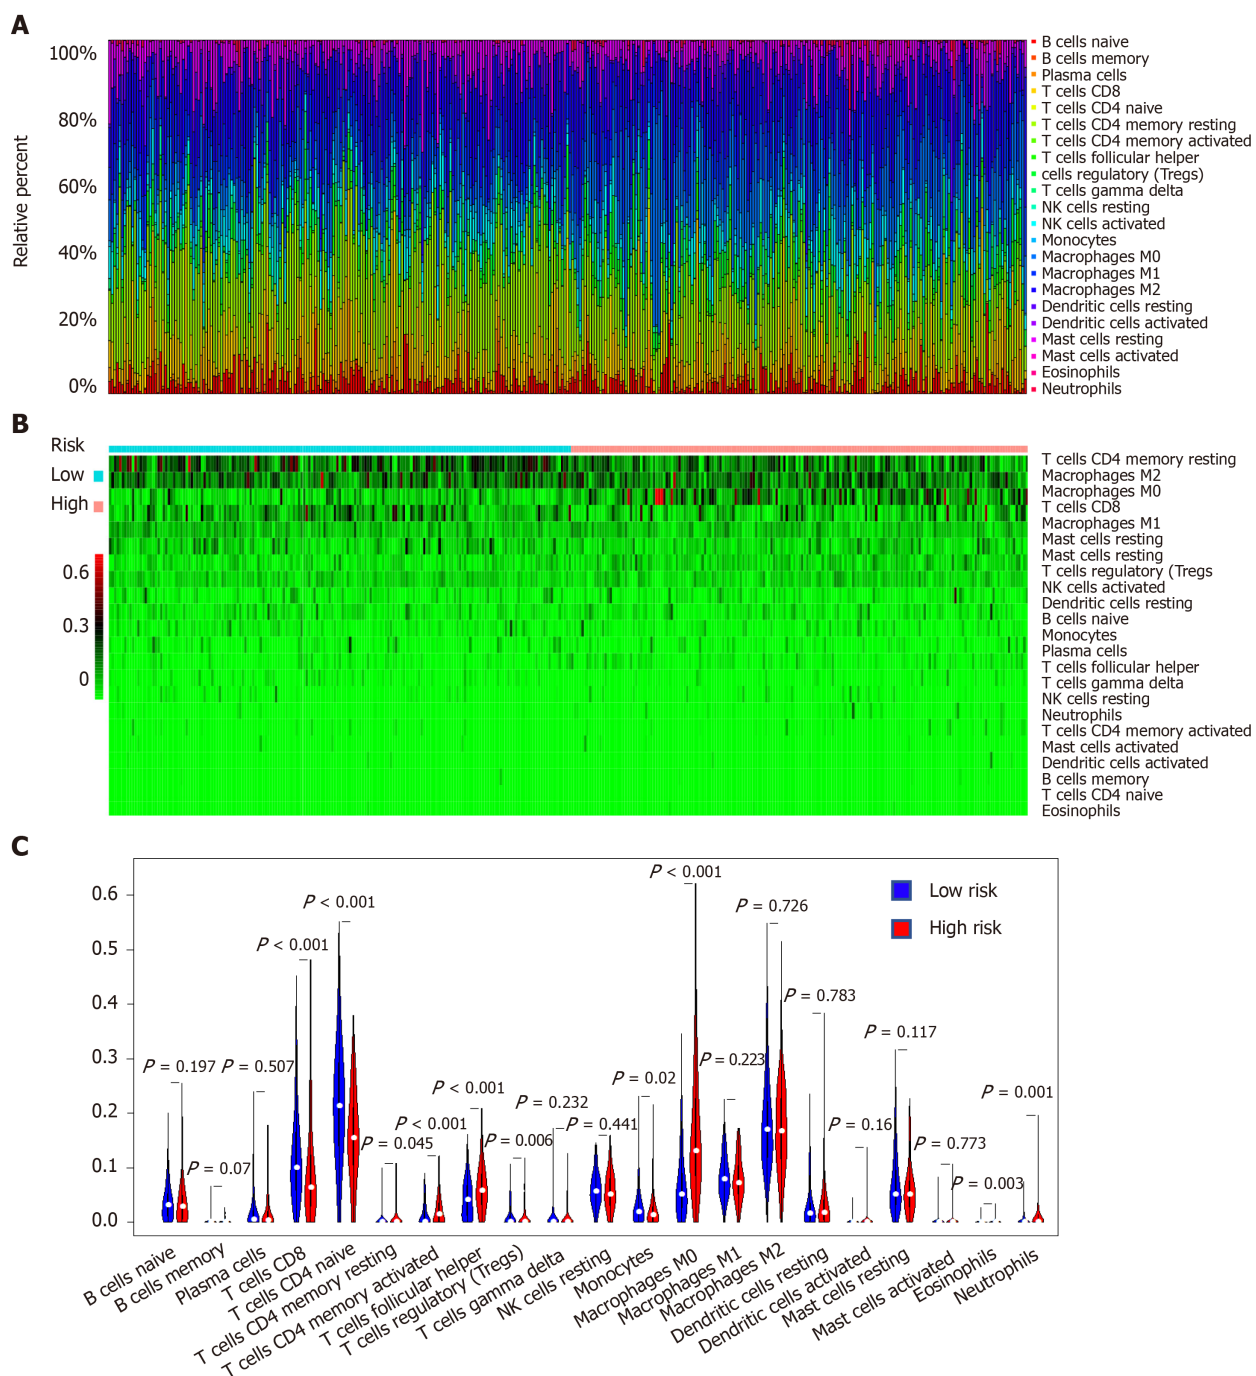 A
100%
80%
60%
40%
20%
0%
Relative percent
B cells naive
B cells memory
Plasma cells
T cells CD8
T cells CD4 naive
T cells CD4 memory resting
T cells CD4 memory activated
T cells follicular helper
cells regulatory (Tregs)
T cells gamma delta
NK cells resting
NK cells activated
Monocytes
Macrophages M0
Macrophages M1
Macrophages M2
Dendritic cells resting
Dendritic cells activated
Mast cells resting
Mast cells activated
Eosinophils
Neutrophils
B
Risk
Low
High
0.6
0.3
0
T cells CD4 memory resting
Macrophages M2
Macrophages M0
T cells CD8
Macrophages M1
Mast cells resting
Mast cells resting
T cells regulatory (Tregs
NK cells activated
Dendritic cells resting
B cells naive
Monocytes
Plasma cells
T cells follicular helper
T cells gamma delta
NK cells resting
Neutrophils
T cells CD4 memory activated
Mast cells activated
Dendritic cells activated
B cells memory
T cells CD4 naive
Eosinophils
C
0.6
0.5
0.4
0.3
0.2
0.1
0.0
P = 0.197
P = 0.07
P = 0.507
P < 0.001
P < 0.001
P = 0.045
P < 0.001
P < 0.001
P = 0.006
P = 0.232
P = 0.441
P = 0.02
P < 0.001
P = 0.223
P = 0.726
P = 0.783
P = 0.16
P = 0.117
P = 0.773
P = 0.003
P = 0.001
Low risk
High risk
B cells naive
B cells memory
Plasma cells
T cells CD8
T cells CD4 naive
T cells CD4 memory resting
T cells CD4 memory activated
T cells follicular helper
T cells regulatory (Tregs)
T cells gamma delta
NK cells resting
Monocytes
Macrophages M0
Macrophages M1
Macrophages M2
Dendritic cells resting
Dendritic cells activated
Mast cells resting
Mast cells activated
Eosinophils
Neutrophils